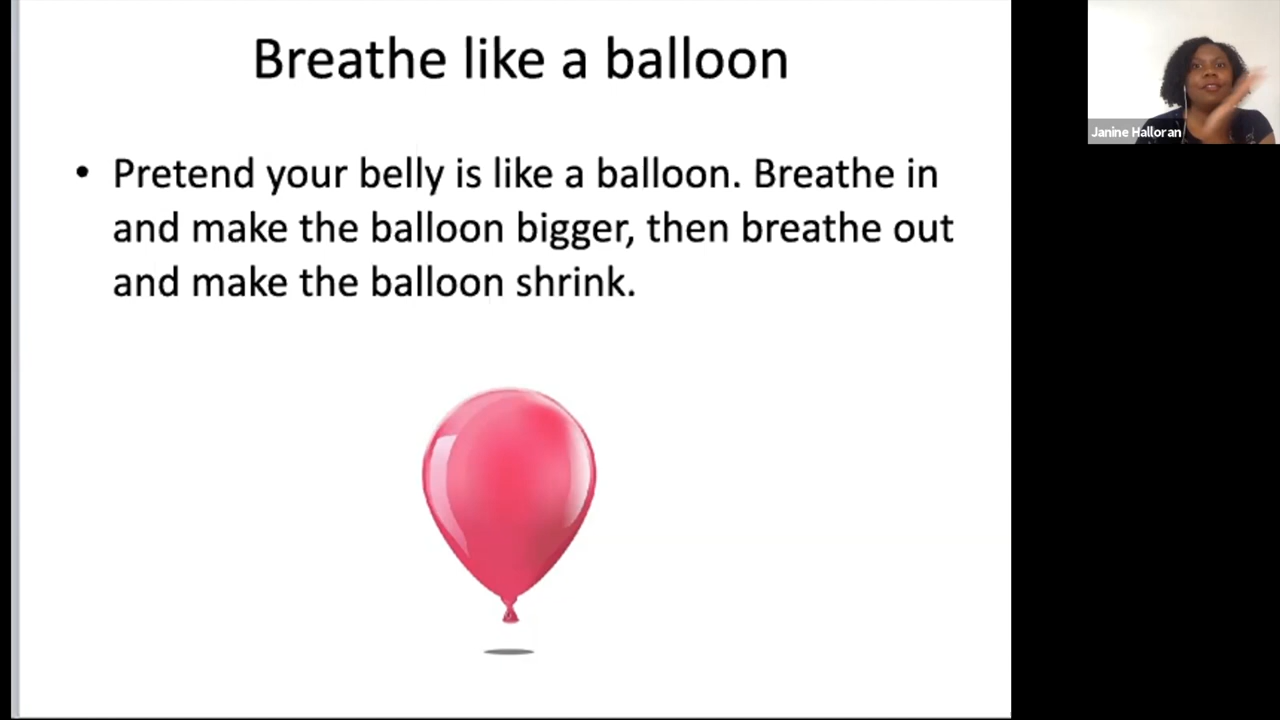 Breathe like a balloon
• Pretend your belly is like a balloon. Breathe in
and make the balloon bigger, then breathe out
and make the balloon shrink.
Janine Halloran